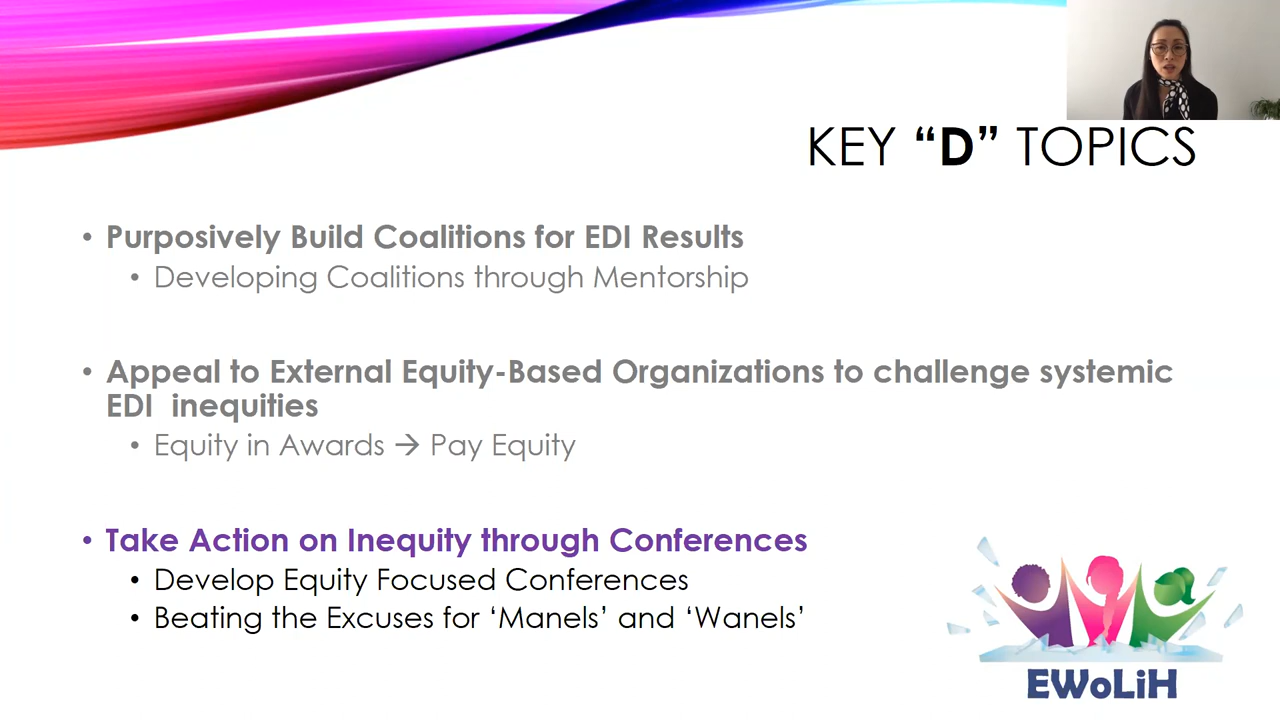 KEY “D” TOPICS
• Purposively Build Coalitions for EDI Results
• Developing Coalitions through Mentorship
• Appeal to External Equity-Based Organizations to challenge systemic
EDI inequities
• Equity in Awards → Pay Equity
• Take Action on Inequity through Conferences
• Develop Equity Focused Conferences
• Beating the Excuses for ‘Manels’ and ‘Wanels’
EWoLiH